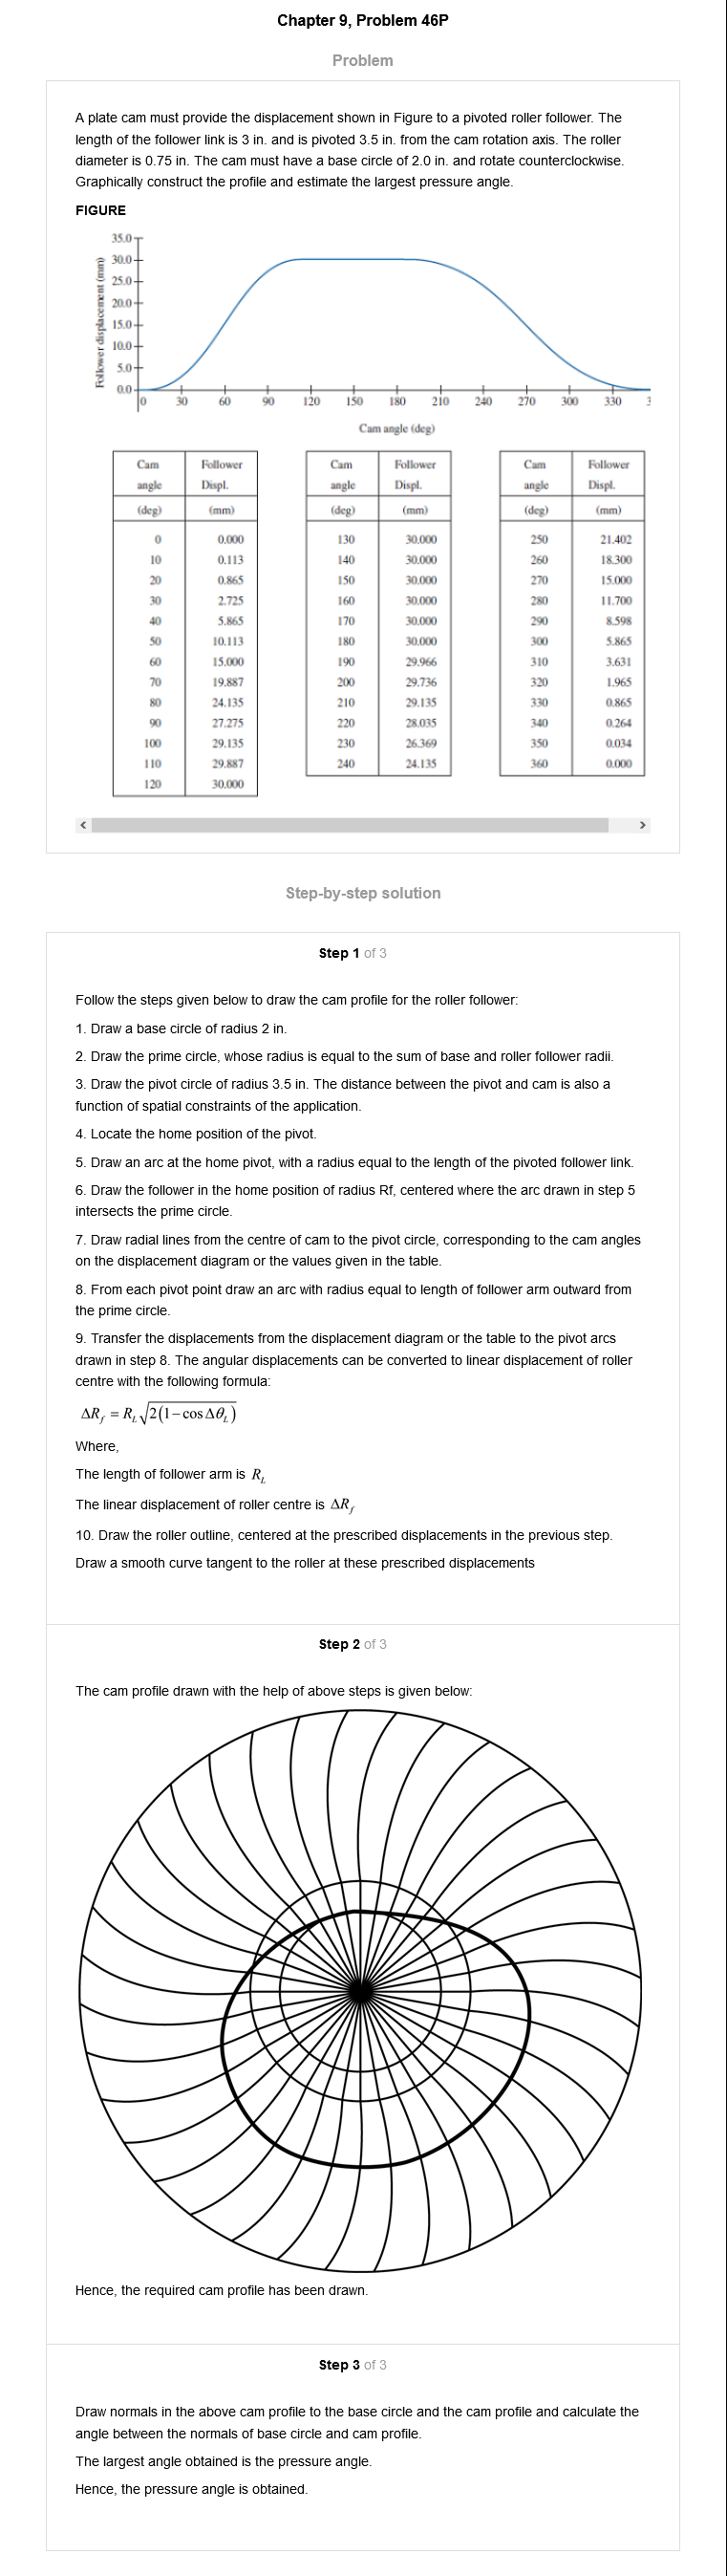 Chapter 9, Problem 46P
Problem
A plate cam must provide the displacement shown in Figure to a pivoted roller follower. The
length of the follower link is 3 in. and is pivoted 3.5 in. from the cam rotation axis. The roller
diameter is 0.75 in. The cam must have a base circle of 2.0 in. and rotate counterclockwise.
Graphically construct the profile and estimate the largest pressure angle.
FIGURE
Follower displacement (mm)
35.0
30.0
25.0
20.0
15.0
10.0
5.0
0.0
0 30 60 90 120 150 180 210 240 270 300 330 3
Cam angle (deg)
Cam Follower Cam Follower Cam Follower
angle Displ. angle Displ. angle Displ.
(deg) (mm) (deg) (mm) (deg) (mm)
0 0.000 130 30.000 250 21.402
10 0.113 140 30.000 260 18.300
20 0.865 150 30.000 270 15.000
30 2.725 160 30.000 280 11.700
40 5.865 170 30.000 290 8.598
50 10.113 180 30.000 300 5.865
60 15.000 190 29.966 310 3.631
70 19.887 200 29.736 320 1.965
80 24.135 210 29.135 330 0.865
90 27.275 220 28.035 340 0.264
100 29.135 230 26.369 350 0.034
110 29.887 240 24.135 360 0.000
120 30.000
Step-by-step solution
Step 1 of 3
Follow the steps given below to draw the cam profile for the roller follower:
1. Draw a base circle of radius 2 in.
2. Draw the prime circle, whose radius is equal to the sum of base and roller follower radii.
3. Draw the pivot circle of radius 3.5 in. The distance between the pivot and cam is also a
function of spatial constraints of the application.
4. Locate the home position of the pivot.
5. Draw an arc at the home pivot, with a radius equal to the length of the pivoted follower link.
6. Draw the follower in the home position of radius Rf, centered where the arc drawn in step 5
intersects the prime circle.
7. Draw radial lines from the centre of cam to the pivot circle, corresponding to the cam angles
on the displacement diagram or the values given in the table.
8. From each pivot point draw an arc with radius equal to length of follower arm outward from
the prime circle.
9. Transfer the displacements from the displacement diagram or the table to the pivot arcs
drawn in step 8. The angular displacements can be converted to linear displacement of roller
centre with the following formula:
ΔR_f = R_L√(2(1−cos Δθ_L))
Where,
The length of follower arm is R_L
The linear displacement of roller centre is ΔR_f
10. Draw the roller outline, centered at the prescribed displacements in the previous step.
Draw a smooth curve tangent to the roller at these prescribed displacements
Step 2 of 3
The cam profile drawn with the help of above steps is given below:
Hence, the required cam profile has been drawn.
Step 3 of 3
Draw normals in the above cam profile to the base circle and the cam profile and calculate the
angle between the normals of base circle and cam profile.
The largest angle obtained is the pressure angle.
Hence, the pressure angle is obtained.